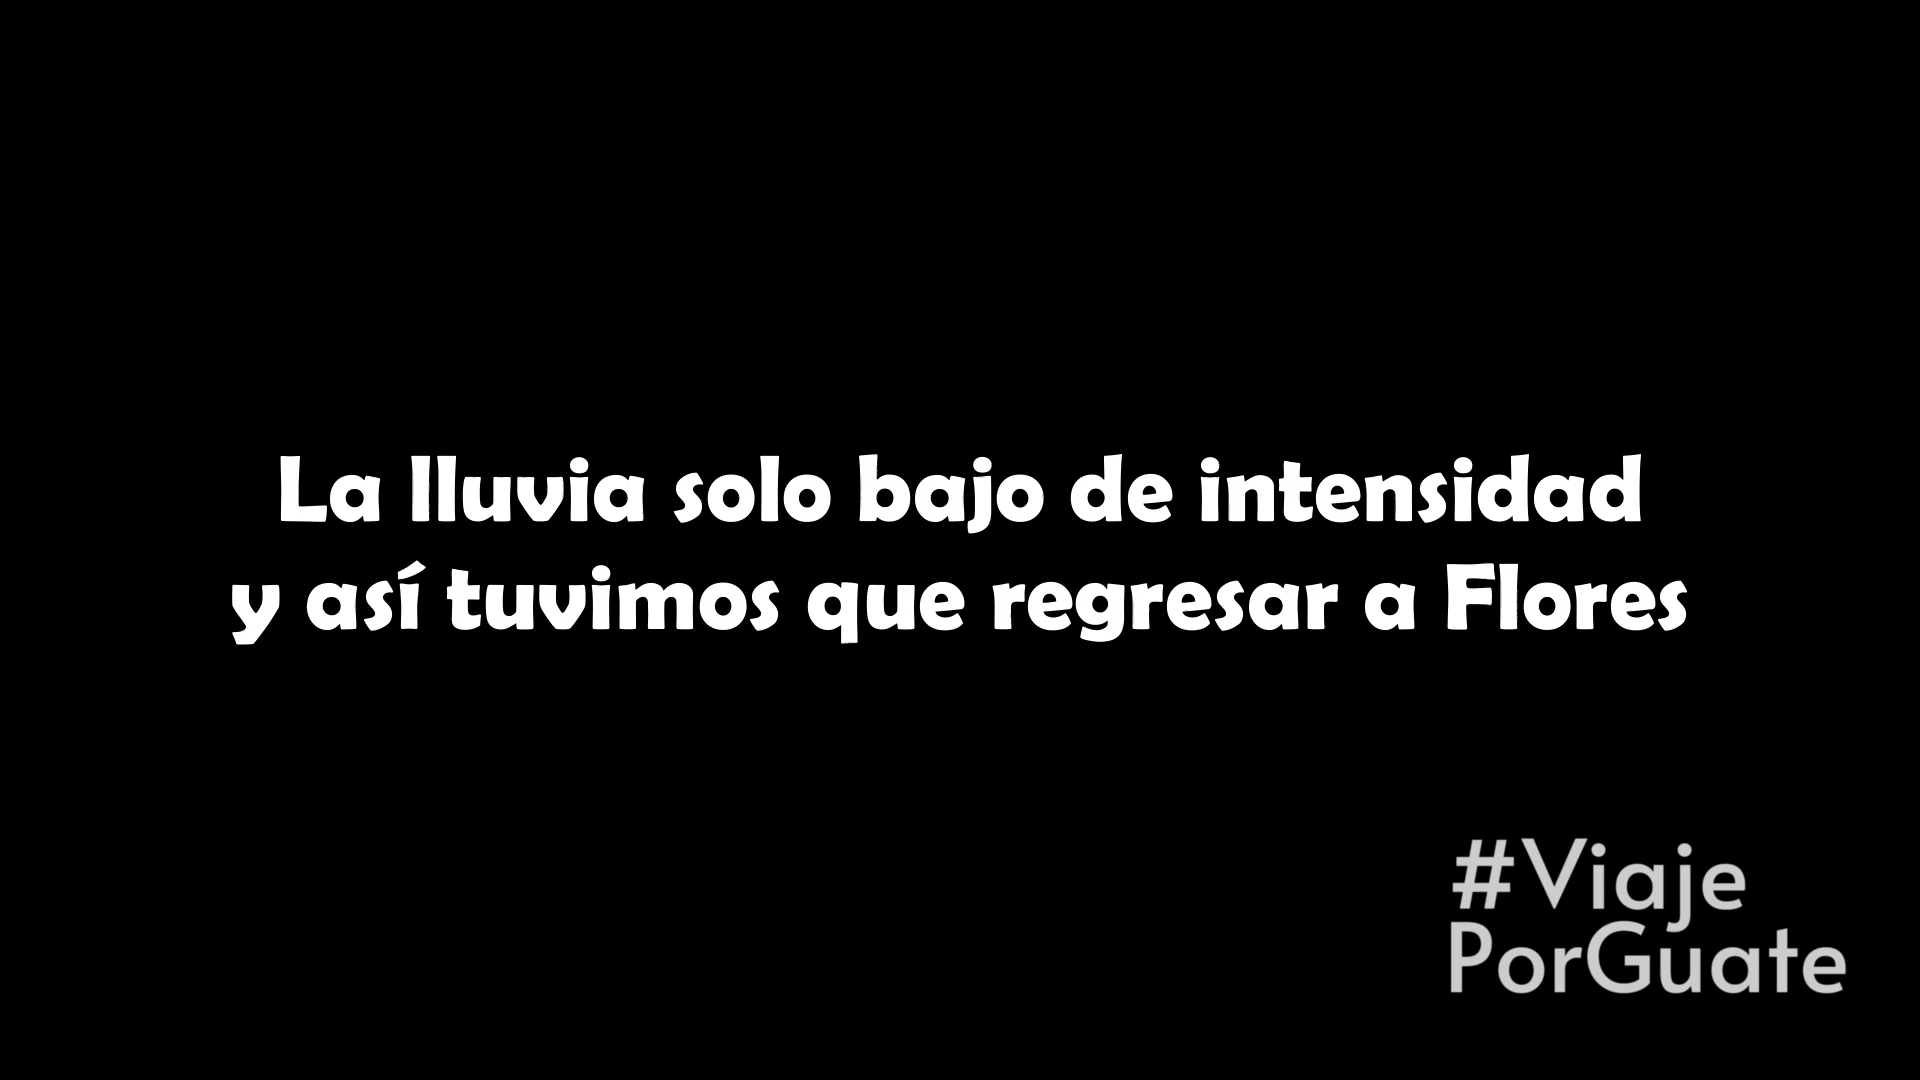 La lluvia solo bajo de intensidad
y así tuvimos que regresar a Flores
#Viaje
PorGuate